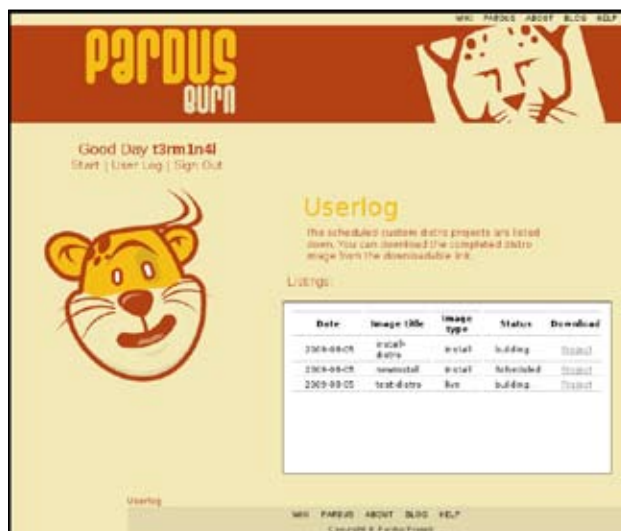 WIKI PARDUS ABOUT BLOG HELP
PARDUS
BURN
Good Day t3rm1n4l
Start | User Log | Sign Out
Userlog
The scheduled custom distro projects are listed
down. You can download the completed distro
image from the downloadable link.
Listings:
Date Image title Image type Status Download
2009-08-05 install-distro install building Project
2009-08-05 newinstall install Scheduled Project
2009-08-05 test-distro live building Project
Userlog
WIKI PARDUS ABOUT BLOG HELP
Copyright © Pardus Project